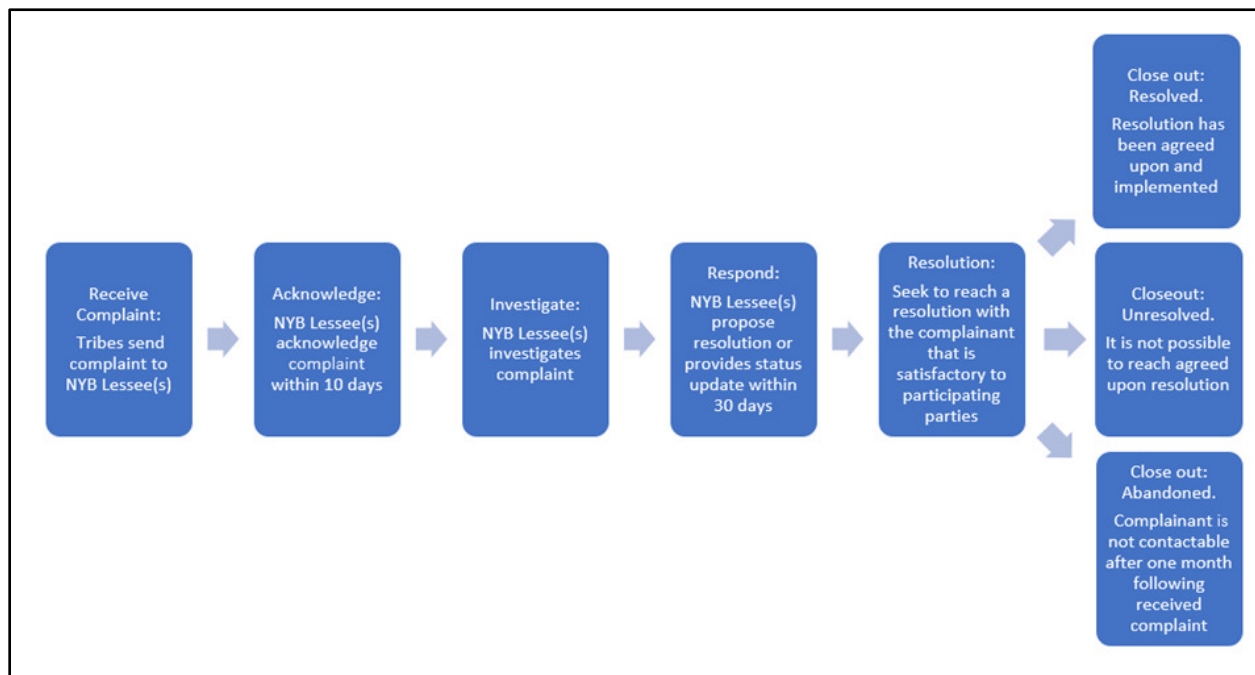 Receive
Complaint:
Tribes send
complaint to
NYB Lessee(s)
Acknowledge:
NYB Lessee(s)
acknowledge
complaint
within 10 days
Investigate:
NYB Lessee(s)
investigates
complaint
Respond:
NYB Lessee(s)
propose
resolution or
provides status
update within
30 days
Resolution:
Seek to reach a
resolution with
the complainant
that is
satisfactory to
participating
parties
Close out:
Resolved.
Resolution has
been agreed
upon and
implemented
Closeout:
Unresolved.
It is not possible
to reach agreed
upon resolution
Close out:
Abandoned.
Complainant is
not contactable
after one month
following
received
complaint